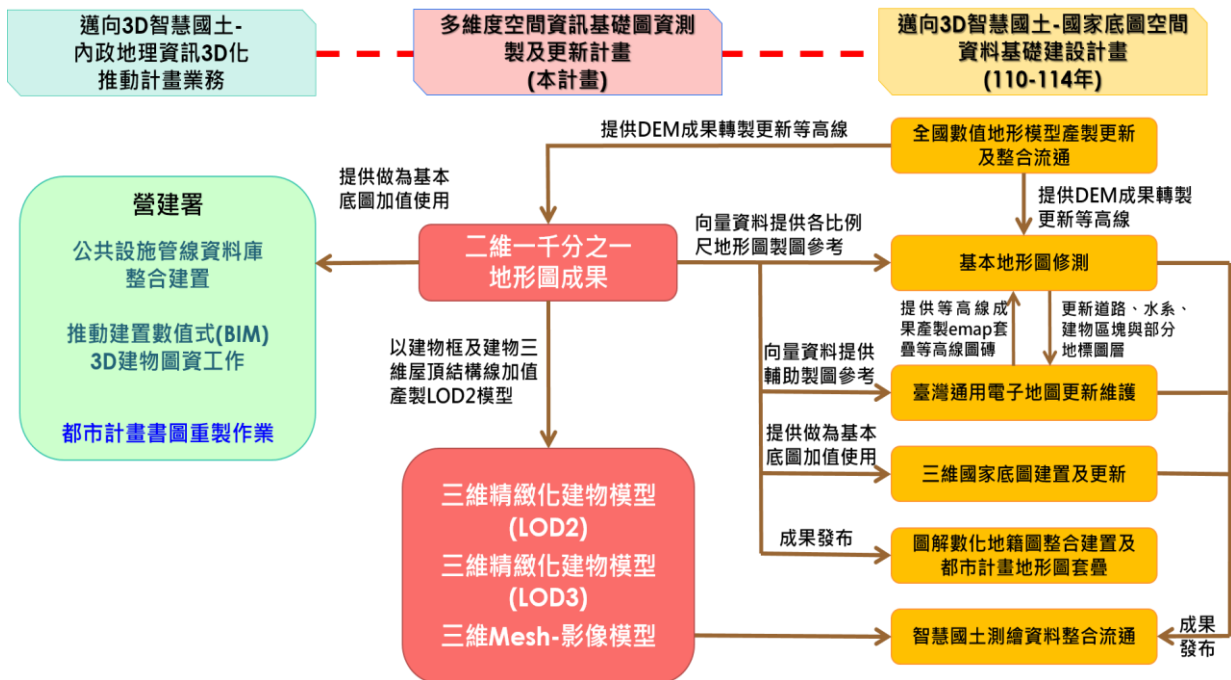 邁向3D智慧國土-
內政地理資訊3D化
推動計畫業務
多維度空間資訊基礎圖資測
製及更新計畫
(本計畫)
邁向3D智慧國土-國家底圖空間
資料基礎建設計畫
(110-114年)
提供DEM成果轉製更新等高線
全國數值地形模型產製更新
及整合流通
提供做為基本
底圖加值使用
提供DEM成果轉製
更新等高線
營建署
公共設施管線資料庫
整合建置
推動建置數值式(BIM)
3D建物圖資工作
都市計畫書圖重製作業
二維一千分之一
地形圖成果
向量資料提供各比例
尺地形圖製圖參考
基本地形圖修測
提供等高線成
果產製emap套
疊等高線圖磚
更新道路、水系、
建物區塊與部分
地標圖層
以建物框及建物三
維屋頂結構線加值
產製LOD2模型
向量資料提供
輔助製圖參考
臺灣通用電子地圖更新維護
提供做為基本
底圖加值使用
三維國家底圖建置及更新
成果發布
圖解數化地籍圖整合建置及
都市計畫地形圖套疊
三維精緻化建物模型
(LOD2)
三維精緻化建物模型
(LOD3)
三維Mesh-影像模型
智慧國土測繪資料整合流通
成果
發布